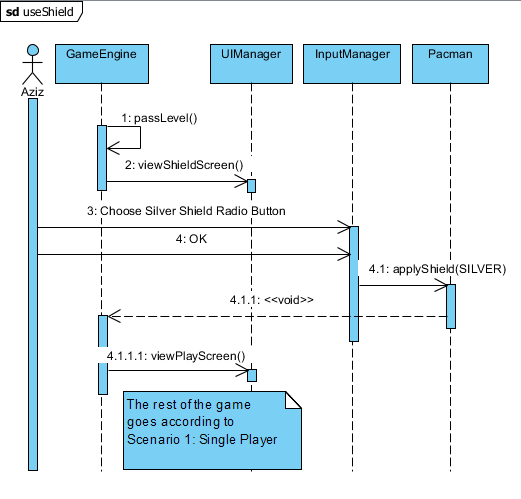 sd useShield
GameEngine
UIManager
InputManager
Pacman
Aziz
1: passLevel()
2: viewShieldScreen()
3: Choose Silver Shield Radio Button
4: OK
4.1: applyShield(SILVER)
4.1.1: <<void>>
4.1.1.1: viewPlayScreen()
The rest of the game
goes according to
Scenario 1: Single Player